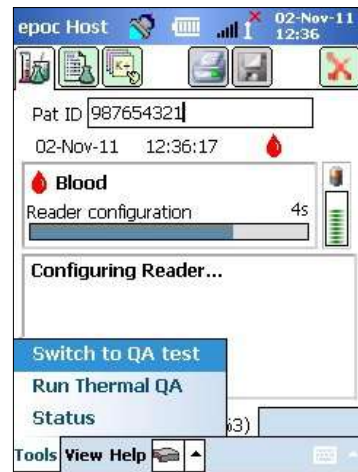 epoc Host 02-Nov-11
12:36
Pat ID 987654321
02-Nov-11 12:36:17
Blood
Reader configuration 4s
Configuring Reader...
Switch to QA test
Run Thermal QA
Status
Tools View Help